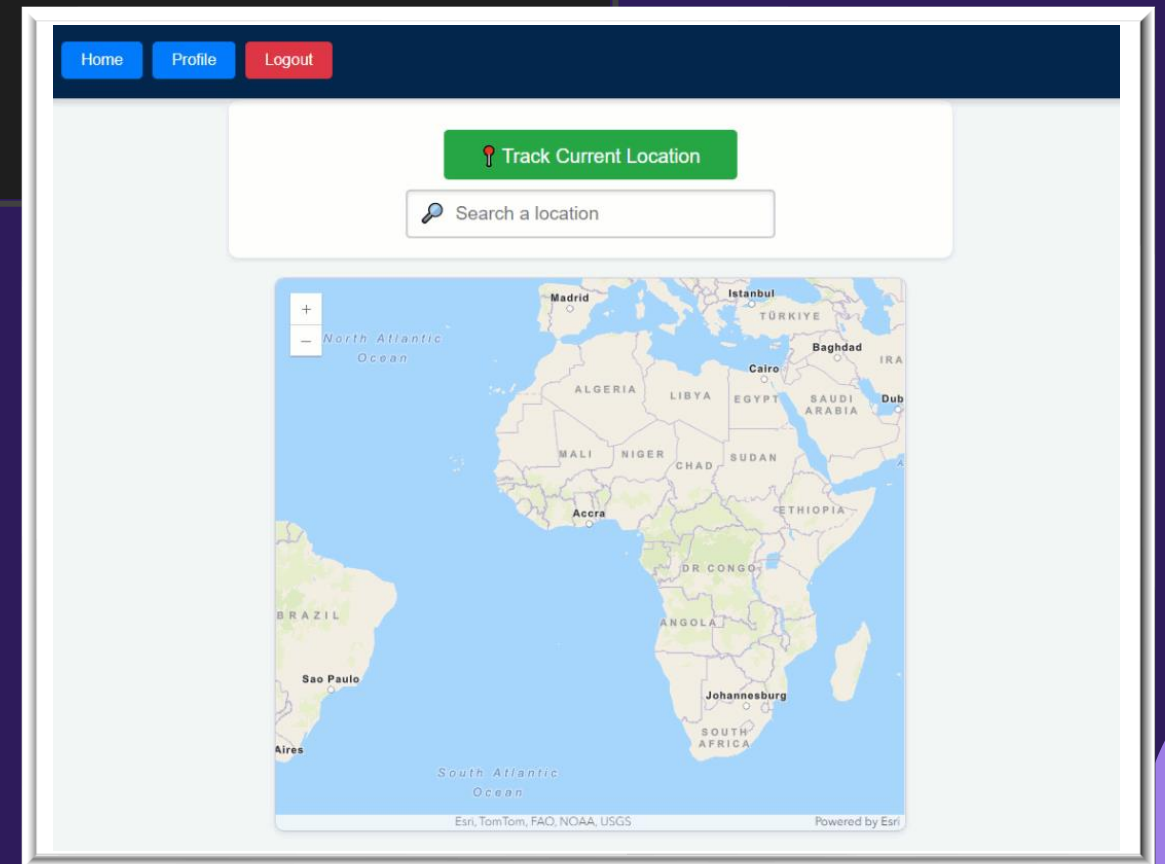 Home Profile Logout
Track Current Location
Search a location
Madrid
Istanbul
TÜRKIYE
North Atlantic
Ocean
Baghdad
IRA
Cairo
ALGERIA
LIBYA
EGYPT
SAUDI
ARABIA
Dub
MALI
NIGER
CHAD
SUDAN
A
Accra
ETHIOPIA
DR CONGO
BRAZIL
ANGOLA
Sao Paulo
Johannesburg
SOUTH
AFRICA
Aires
South Atlantic
Ocean
Esri, TomTom, FAO, NOAA, USGS
Powered by Esri